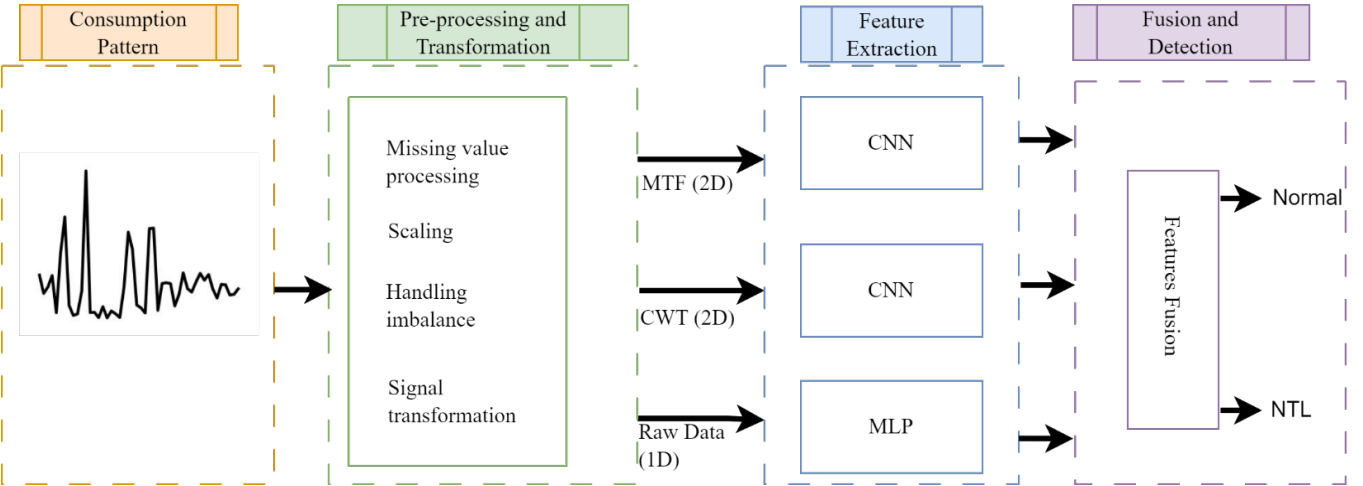 Consumption
Pattern
Pre-processing and
Transformation
Feature
Extraction
Fusion and
Detection
Missing value
processing
Scaling
Handling
imbalance
Signal
transformation
MTF (2D)
CWT (2D)
Raw Data
(1D)
CNN
CNN
MLP
Features Fusion
Normal
NTL